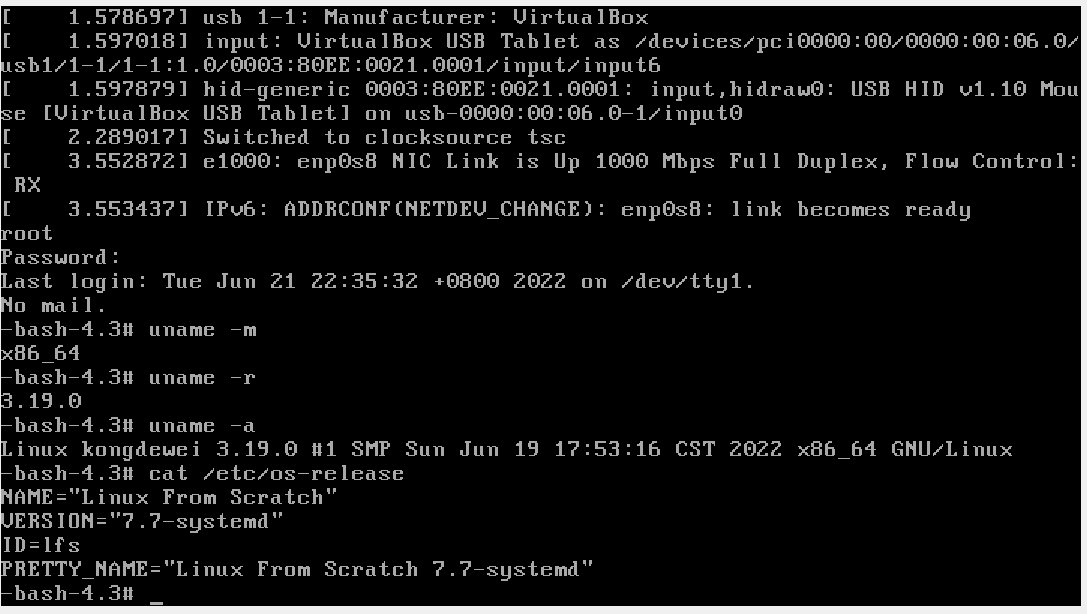 [    1.578697] usb 1-1: Manufacturer: VirtualBox
[    1.597018] input: VirtualBox USB Tablet as /devices/pci0000:00/0000:00:06.0/
usb1/1-1/1-1:1.0/0003:80EE:0021.0001/input/input6
[    1.597879] hid-generic 0003:80EE:0021.0001: input,hidraw0: USB HID v1.10 Mou
se [VirtualBox USB Tablet] on usb-0000:00:06.0-1/input0
[    2.289017] Switched to clocksource tsc
[    3.552872] e1000: enp0s8 NIC Link is Up 1000 Mbps Full Duplex, Flow Control:
 RX
[    3.553437] IPv6: ADDRCONF(NETDEV_CHANGE): enp0s8: link becomes ready
root
Password:
Last login: Tue Jun 21 22:35:32 +0800 2022 on /dev/tty1.
No mail.
-bash-4.3# uname -m
x86_64
-bash-4.3# uname -r
3.19.0
-bash-4.3# uname -a
Linux kongdewei 3.19.0 #1 SMP Sun Jun 19 17:53:16 CST 2022 x86_64 GNU/Linux
-bash-4.3# cat /etc/os-release
NAME="Linux From Scratch"
VERSION="7.7-systemd"
ID=lfs
PRETTY_NAME="Linux From Scratch 7.7-systemd"
-bash-4.3# _